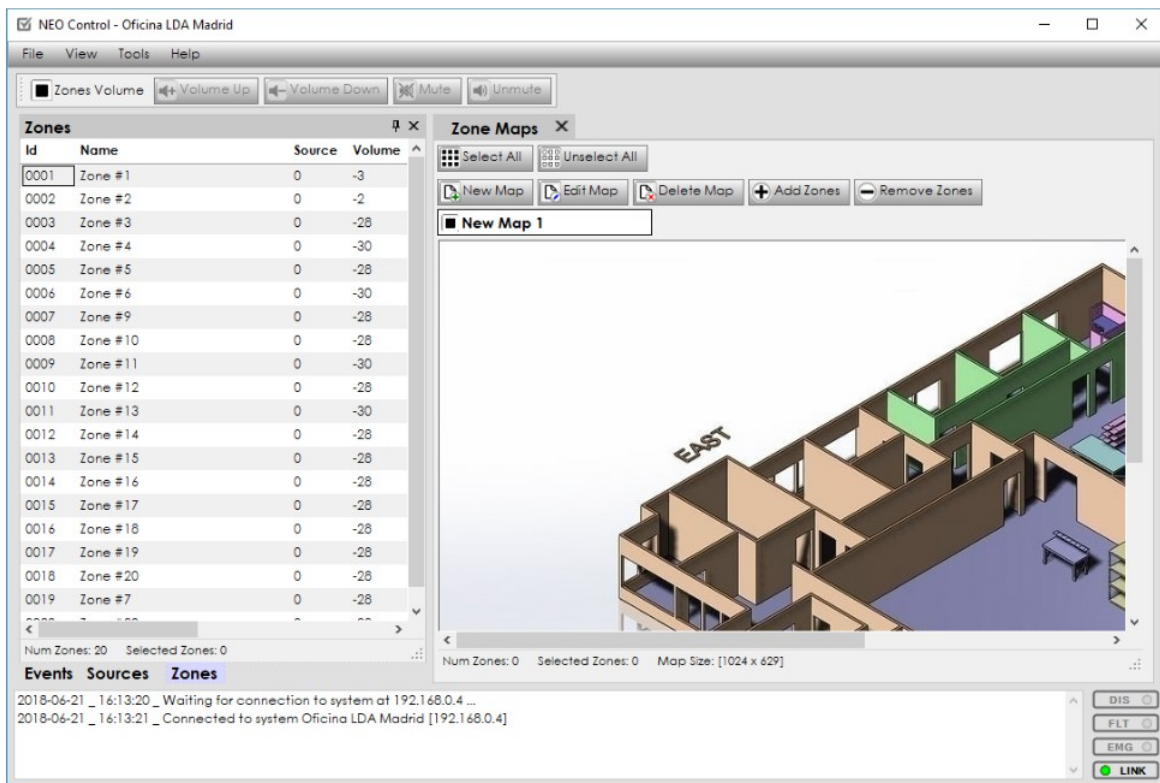 NEO Control - Oficina LDA Madrid
File View Tools Help
Zones Volume Volume Up Volume Down Mute Unmute
Zones
Id Name Source Volume
0001 Zone #1 0 -3
0002 Zone #2 0 -2
0003 Zone #3 0 -28
0004 Zone #4 0 -30
0005 Zone #5 0 -28
0006 Zone #6 0 -30
0007 Zone #9 0 -28
0008 Zone #10 0 -28
0009 Zone #11 0 -30
0010 Zone #12 0 -28
0011 Zone #13 0 -30
0012 Zone #14 0 -28
0013 Zone #15 0 -28
0014 Zone #16 0 -28
0015 Zone #17 0 -28
0016 Zone #18 0 -28
0017 Zone #19 0 -28
0018 Zone #20 0 -28
0019 Zone #7 0 -28
Num Zones: 20 Selected Zones: 0
Events Sources Zones
Zone Maps
Select All Unselect All
New Map Edit Map Delete Map Add Zones Remove Zones
New Map 1
EAST
Num Zones: 0 Selected Zones: 0 Map Size: [1024 x 629]
2018-06-21 _ 16:13:20 _ Waiting for connection to system at 192.168.0.4 ...
2018-06-21 _ 16:13:21 _ Connected to system Oficina LDA Madrid [192.168.0.4]
DIS
FLT
EMG
LINK